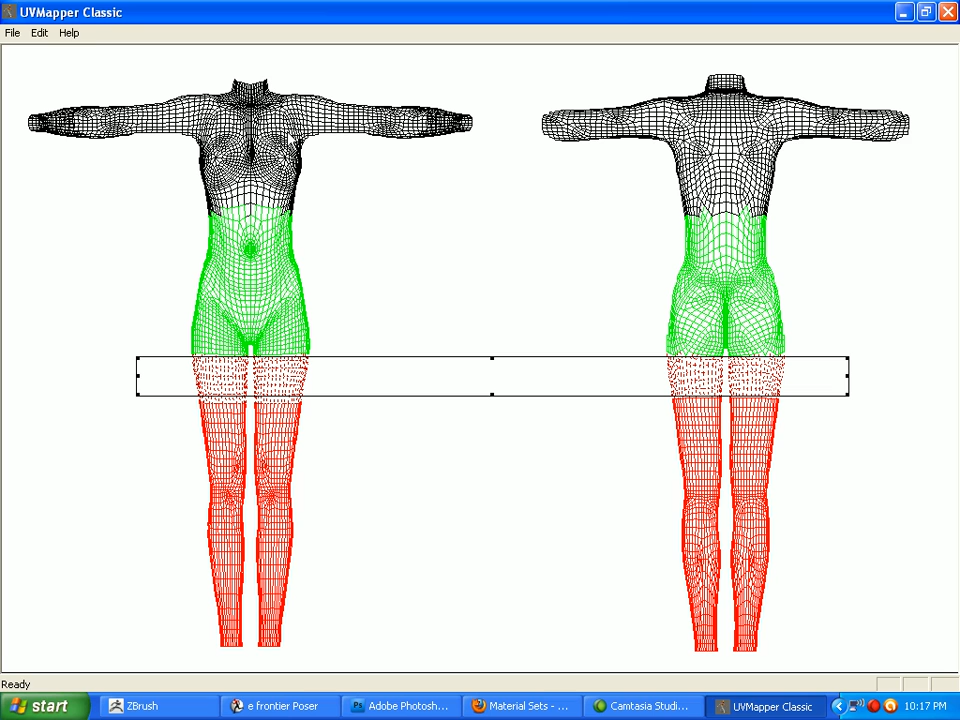 UVMapper Classic
File Edit Help
Ready
start ZBrush e frontier Poser Adobe Photosh... Material Sets - ... Camtasia Studi... UVMapper Classic 10:17 PM